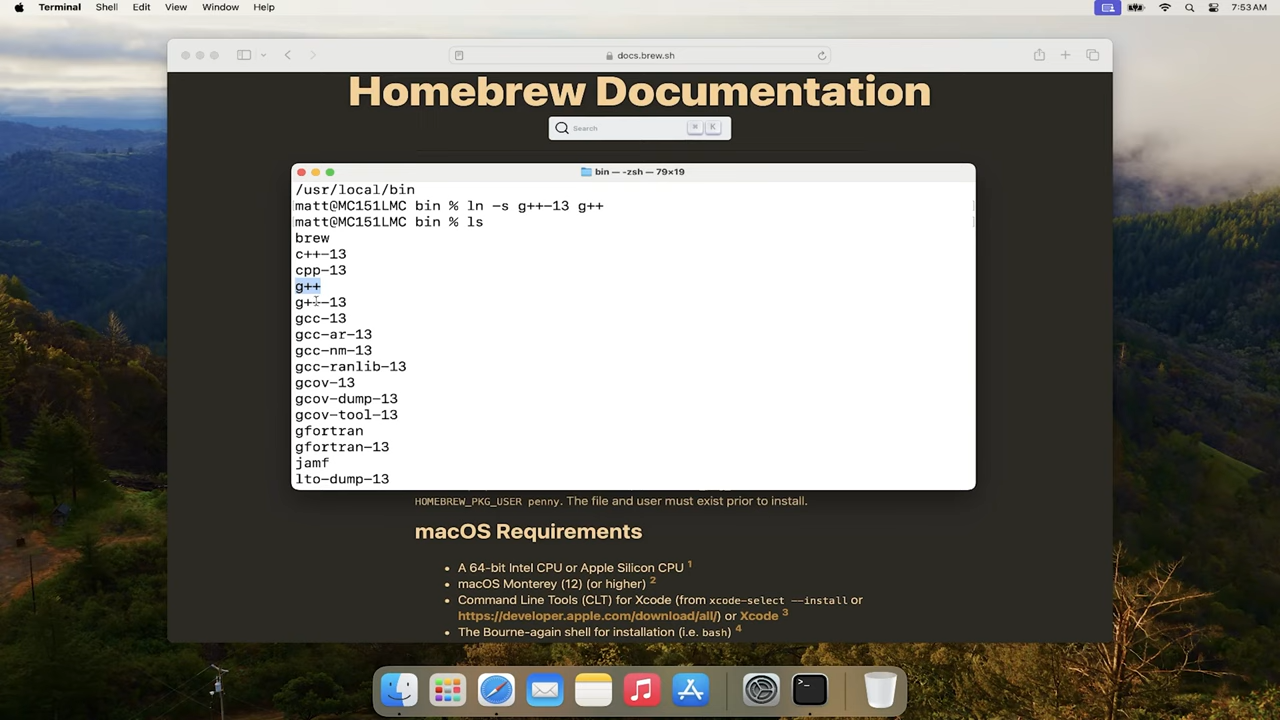 Terminal Shell Edit View Window Help 7:53 AM
docs.brew.sh
Homebrew Documentation
Search ⌘ K
bin — -zsh — 79×19
/usr/local/bin
matt@MC151LMC bin % ln -s g++-13 g++
matt@MC151LMC bin % ls
brew
c++-13
cpp-13
g++
g++-13
gcc-13
gcc-ar-13
gcc-nm-13
gcc-ranlib-13
gcov-13
gcov-dump-13
gcov-tool-13
gfortran
gfortran-13
jamf
lto-dump-13
HOMEBREW_PKG_USER penny. The file and user must exist prior to install.
macOS Requirements
• A 64-bit Intel CPU or Apple Silicon CPU 1
• macOS Monterey (12) (or higher) 2
• Command Line Tools (CLT) for Xcode (from xcode-select --install or
https://developer.apple.com/download/all/) or Xcode 3
• The Bourne-again shell for installation (i.e. bash) 4